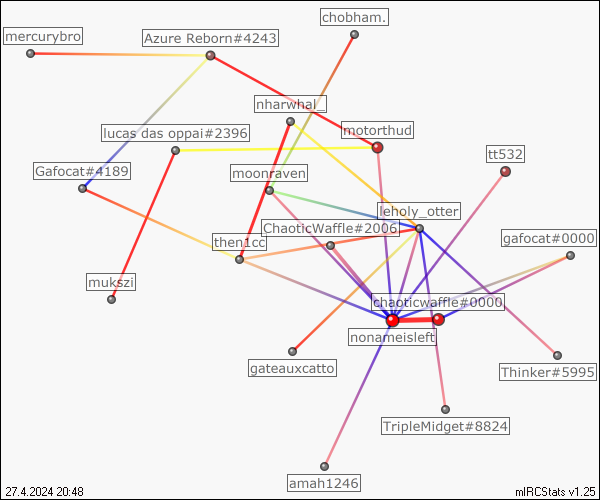 chobham.
mercurybro
Azure Reborn#4243
nharwhal_
motorthud
lucas das oppai#2396
tt532
Gafocat#4189
moonraven
leholy_otter
ChaoticWaffle#2006
gafocat#0000
then1cc
mukszi
chaoticwaffle#0000
nonameisleft
gateauxcatto
Thinker#5995
TripleMidget#8824
amah1246
27.4.2024 20:48
mIRCStats v1.25